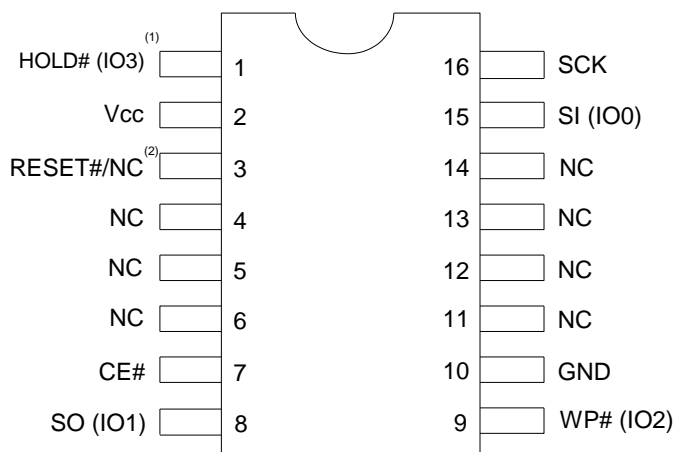 HOLD# (IO3) (1) 1 16 SCK
Vcc 2 15 SI (IO0)
RESET#/NC (2) 3 14 NC
NC 4 13 NC
NC 5 12 NC
NC 6 11 NC
CE# 7 10 GND
SO (IO1) 8 9 WP# (IO2)